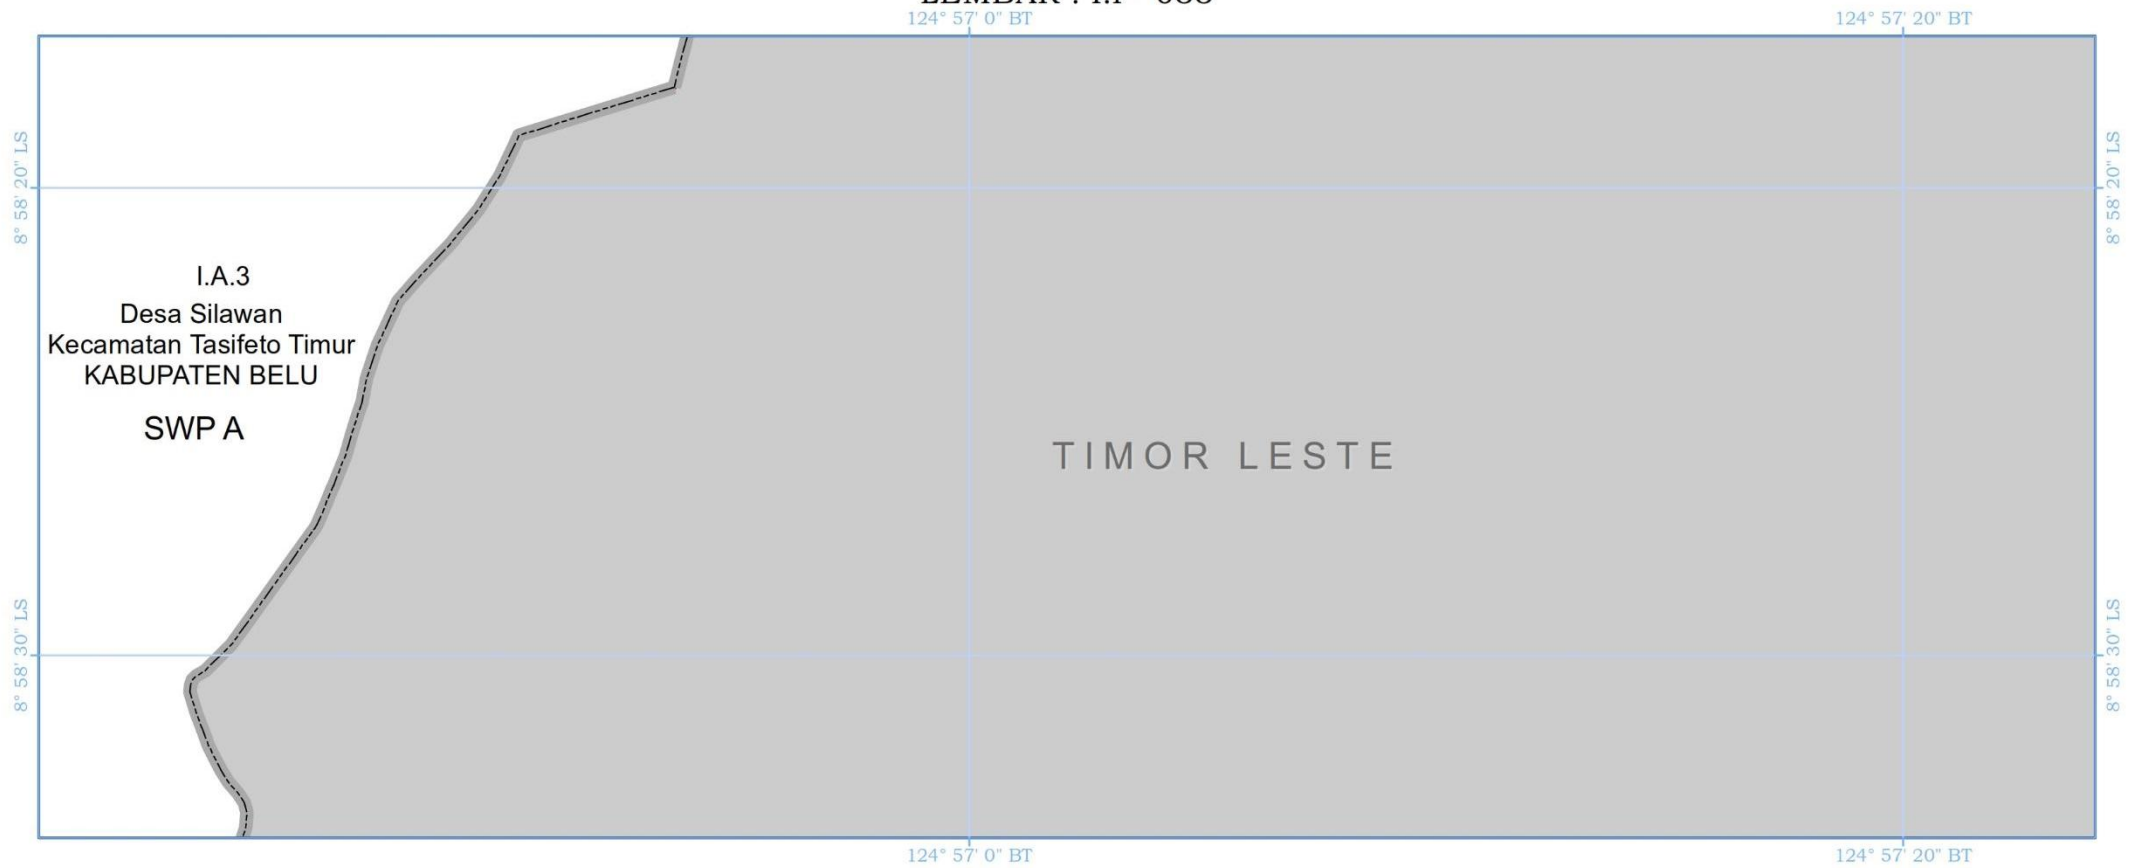 124° 57' 0" BT
124° 57' 20" BT
8° 58' 20" LS
8° 58' 20" LS
I.A.3
Desa Silawan
Kecamatan Tasifeto Timur
KABUPATEN BELU
SWP A
TIMOR LESTE
8° 58' 30" LS
8° 58' 30" LS
124° 57' 0" BT
124° 57' 20" BT